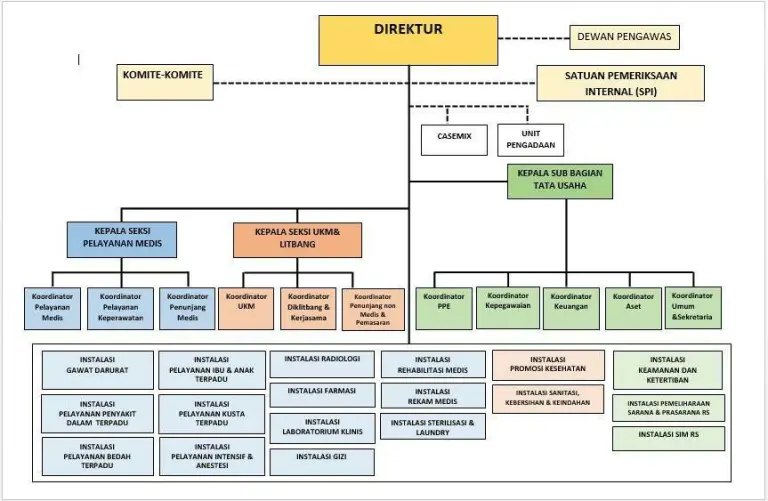 DIREKTUR
DEWAN PENGAWAS
KOMITE-KOMITE
SATUAN PEMERIKSAAN
INTERNAL (SPI)
CASEMIX
UNIT
PENGADAAN
KEPALA SUB BAGIAN
TATA USAHA
KEPALA SEKSI
PELAYANAN MEDIS
KEPALA SEKSI UKM&
LITBANG
Koordinator
Pelayanan
Medis
Koordinator
Pelayanan
Keperawatan
Koordinator
Penunjang
Medis
Koordinator
UKM
Koordinator
Diklitbang &
Kerjasama
Koordinator
Penunjang non
Medis &
Pemasaran
Koordinator
PPE
Koordinator
Kepegawaian
Koordinator
Keuangan
Koordinator
Aset
Koordinator
Umum
&Sekretaria
INSTALASI
GAWAT DARURAT
INSTALASI
PELAYANAN IBU & ANAK
TERPADU
INSTALASI RADIOLOGI
INSTALASI
REHABILITASI MEDIS
INSTALASI
PROMOSI KESEHATAN
INSTALASI
KEAMANAN DAN
KETERTIBAN
INSTALASI
PELAYANAN PENYAKIT
DALAM TERPADU
INSTALASI
PELAYANAN KUSTA
TERPADU
INSTALASI FARMASI
INSTALASI
REKAM MEDIS
INSTALASI SANITASI,
KEBERSIHAN & KEINDAHAN
INSTALASI PEMELIHARAAN
SARANA & PRASARANA RS
INSTALASI
PELAYANAN BEDAH
TERPADU
INSTALASI
PELAYANAN INTENSIF &
ANESTESI
INSTALASI
LABORATORIUM KLINIS
INSTALASI GIZI
INSTALASI STERILISASI &
LAUNDRY
INSTALASI SIM RS